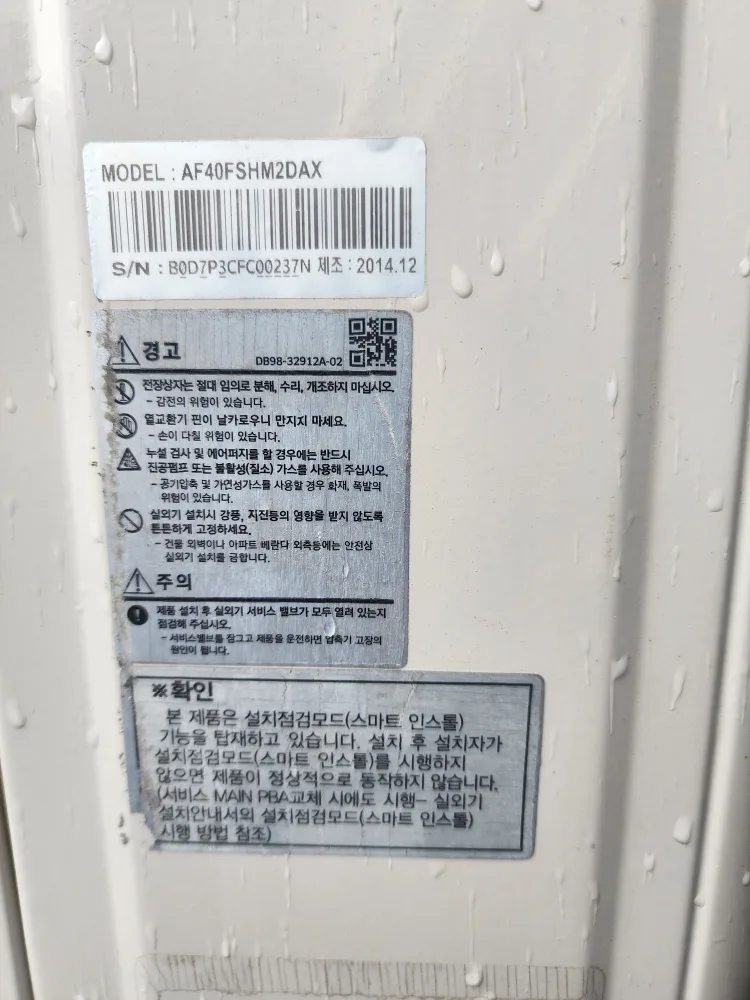 MODEL : AF40FSHM2DAX
S/N : B0D7P3CFC00237N 제조 : 2014.12
경고 DB98-32912A-02
전장상자는 절대 임의로 분해, 수리, 개조하지 마십시오.
- 감전의 위험이 있습니다.
열교환기 핀이 날카로우니 만지지 마세요.
- 손이 다칠 위험이 있습니다.
누설 검사 및 에어퍼지를 할 경우에는 반드시
진공펌프 또는 불활성(질소) 가스를 사용해 주십시오.
- 공기압축 및 가연성가스를 사용할 경우 화재, 폭발의
위험이 있습니다.
실외기 설치시 강풍, 지진등의 영향을 받지 않도록
튼튼하게 고정하세요.
- 건물 외벽이나 아파트 베란다 외측등에는 안전상
실외기 설치를 금합니다.
주의
제품 설치 후 실외기 서비스 밸브가 모두 열려 있는지
점검해 주십시오.
- 서비스밸브를 잠그고 제품을 운전하면 압축기 고장의
원인이 됩니다.
※확인
본 제품은 설치점검모드(스마트 인스톨)
기능을 탑재하고 있습니다. 설치 후 설치자가
설치점검모드(스마트 인스톨)를 시행하지
않으면 제품이 정상적으로 동작하지 않습니다.
(서비스 MAIN PBA교체 시에도 시행- 실외기
설치안내서의 설치점검모드(스마트 인스톨)
시행 방법 참조)